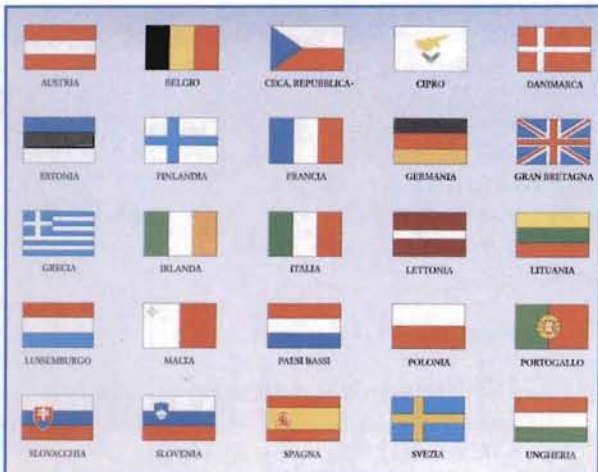 AUSTRIA BELGIO CECA, REPUBBLICA- CIPRO DANIMARCA
ESTONIA FINLANDIA FRANCIA GERMANIA GRAN BRETAGNA
GRECIA IRLANDA ITALIA LETTONIA LITUANIA
LUSSEMBURGO MALTA PAESI BASSI POLONIA PORTOGALLO
SLOVACCHIA SLOVENIA SPAGNA SVEZIA UNGHERIA